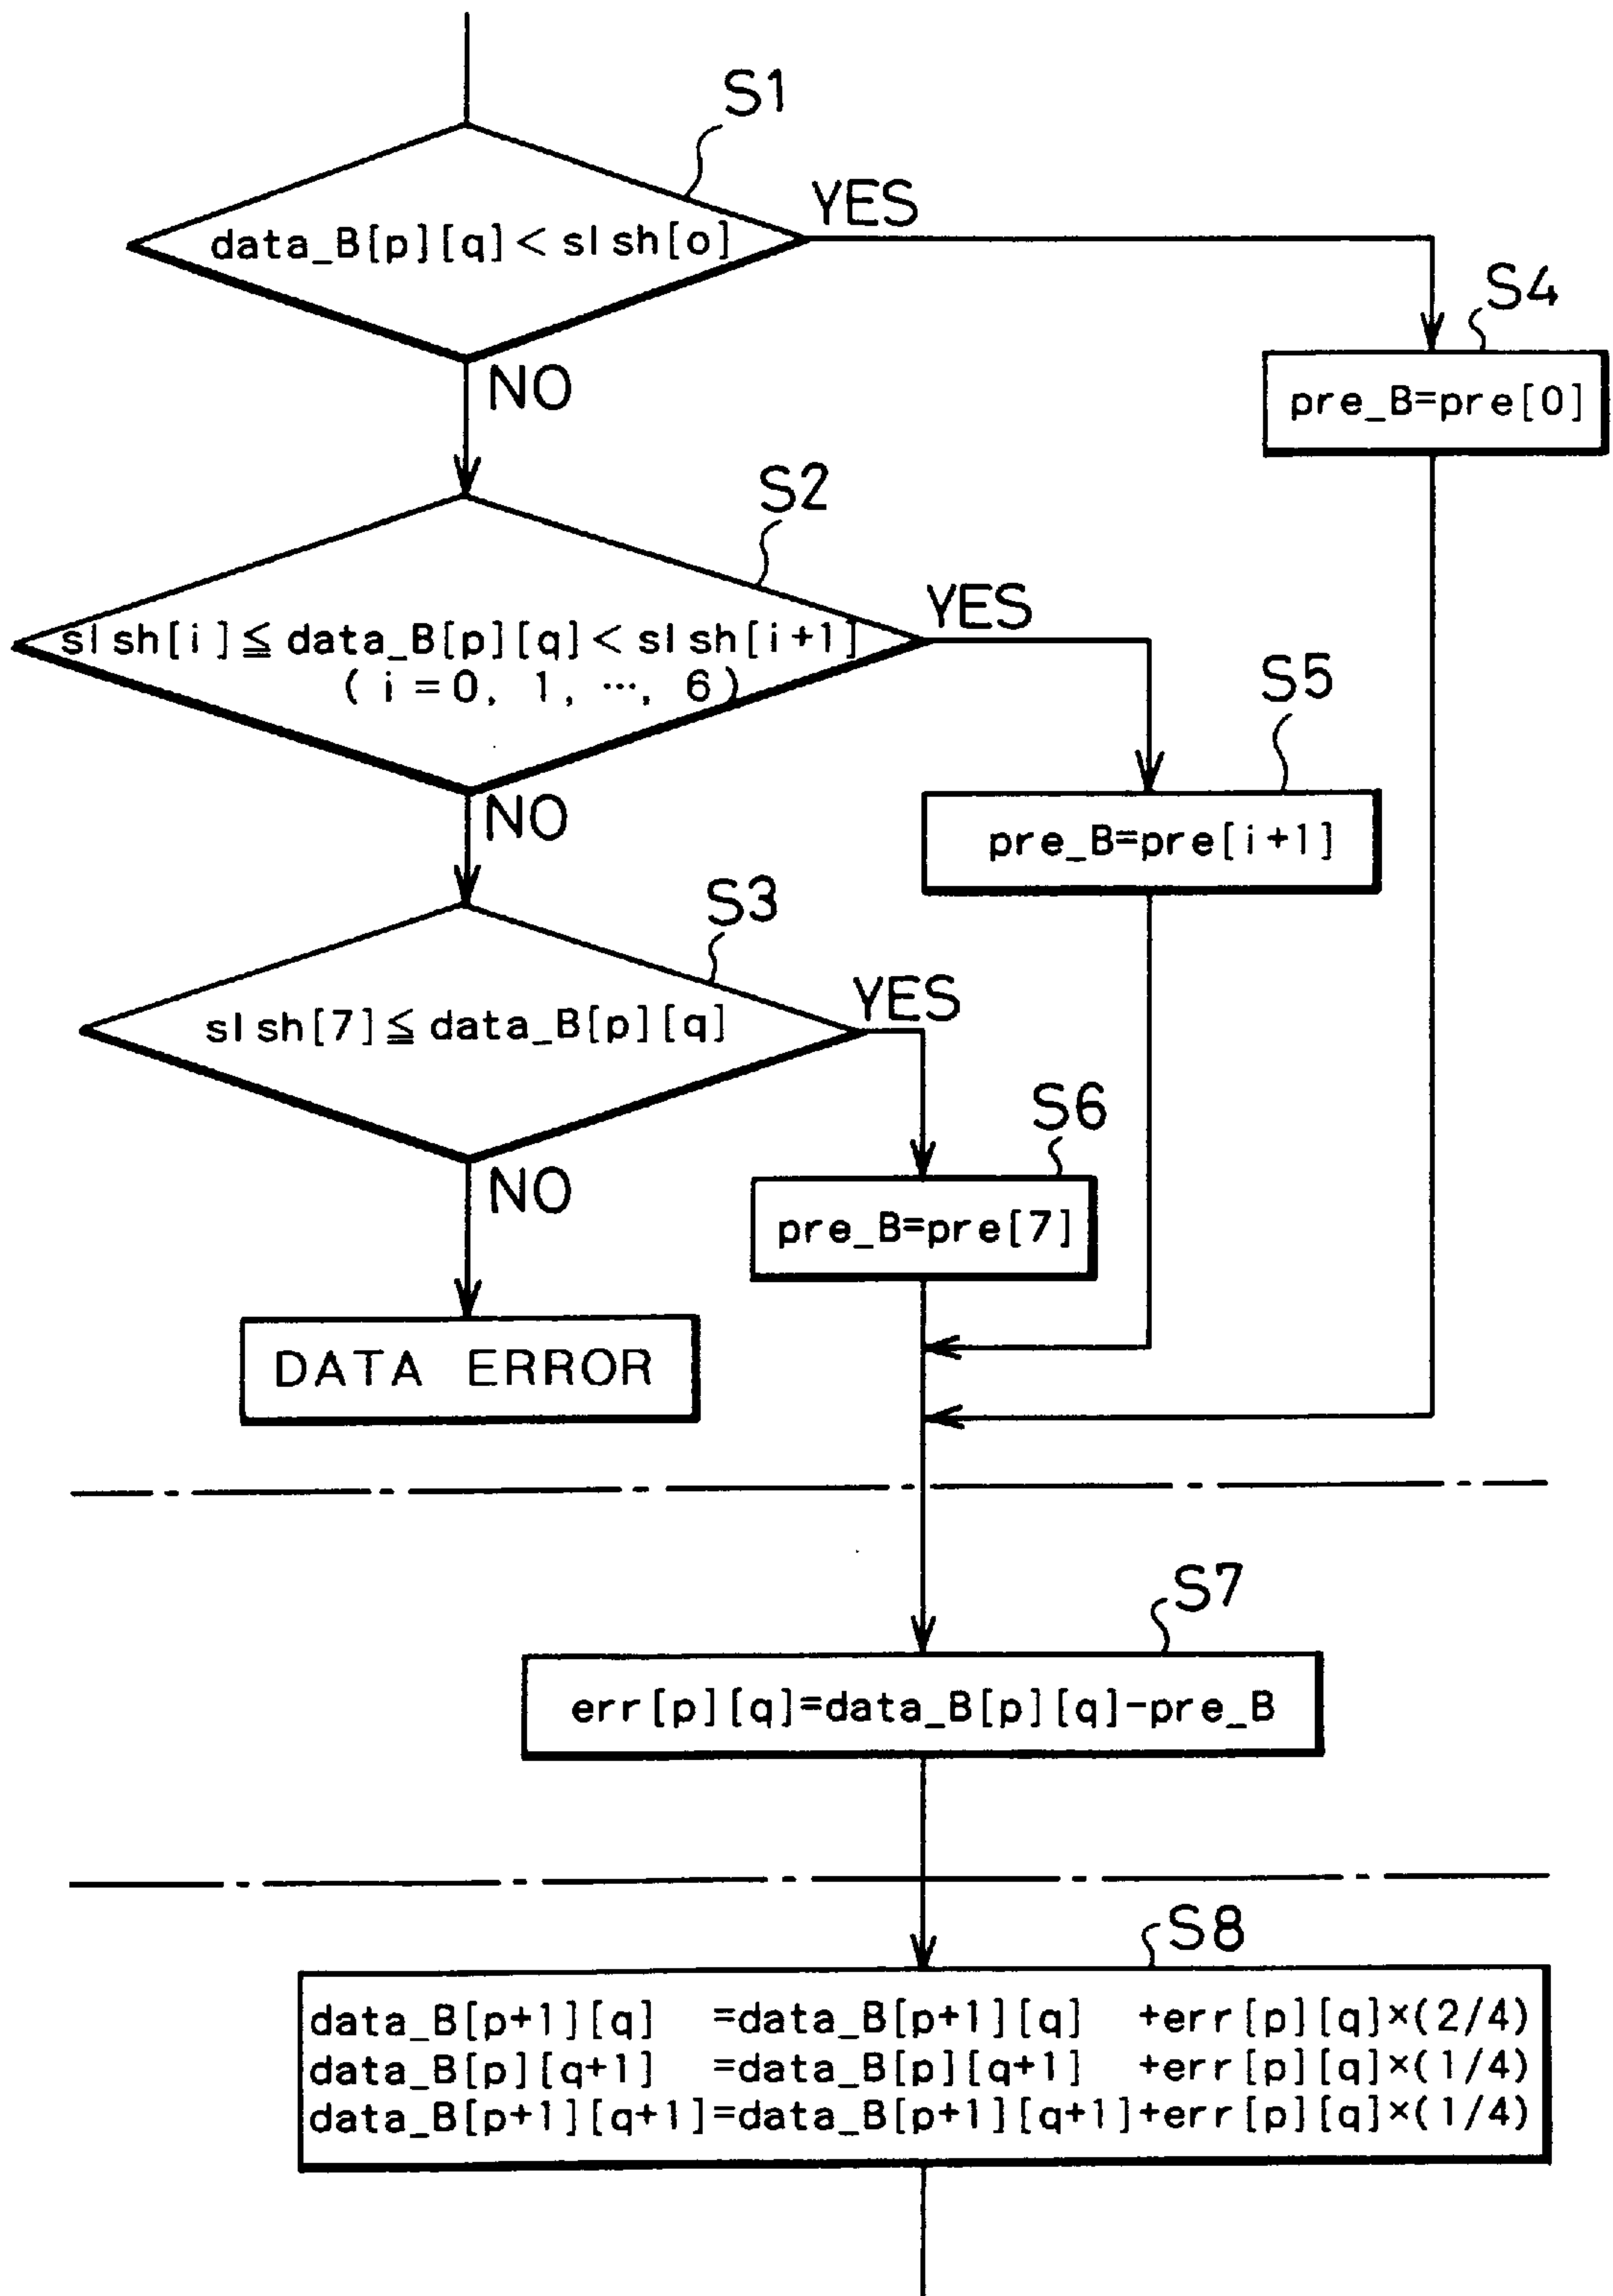 S1
data_B[p][q]<slsh[o]
YES
NO
S4
pre_B=pre[0]
S2
slsh[i]≦data_B[p][q]<slsh[i+1]
(i=0, 1, …, 6)
YES
NO
S5
pre_B=pre[i+1]
S3
slsh[7]≦data_B[p][q]
YES
NO
S6
pre_B=pre[7]
DATA ERROR
S7
err[p][q]=data_B[p][q]-pre_B
S8
data_B[p+1][q] =data_B[p+1][q] +err[p][q]×(2/4)
data_B[p][q+1] =data_B[p][q+1] +err[p][q]×(1/4)
data_B[p+1][q+1]=data_B[p+1][q+1]+err[p][q]×(1/4)